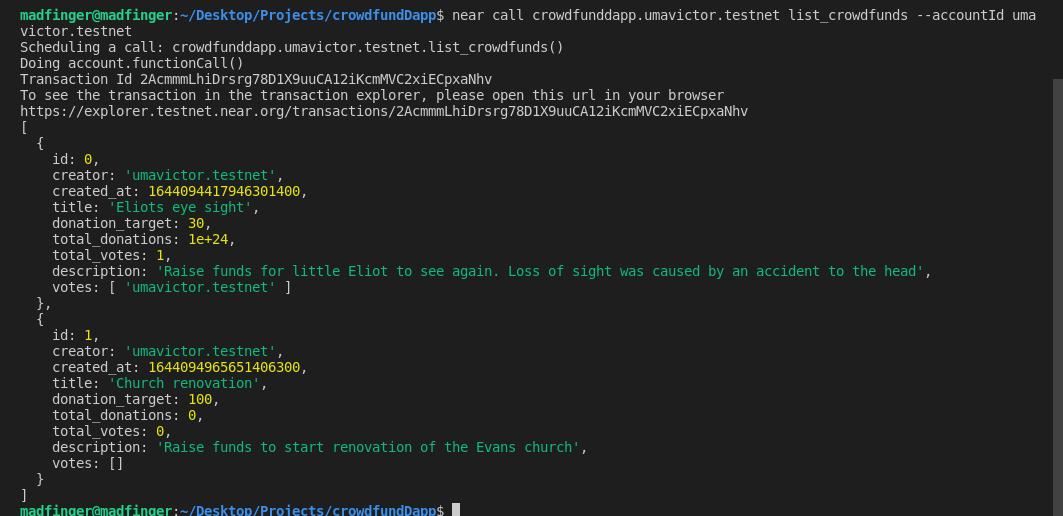 madfinger@madfinger:~/Desktop/Projects/crowdfundDapp$ near call crowdfunddapp.umavictor.testnet list_crowdfunds --accountId uma
victor.testnet
Scheduling a call: crowdfunddapp.umavictor.testnet.list_crowdfunds()
Doing account.functionCall()
Transaction Id 2AcmmmLhiDrsrg78D1X9uuCA12iKcmMVC2xiECpxaNhv
To see the transaction in the transaction explorer, please open this url in your browser
https://explorer.testnet.near.org/transactions/2AcmmmLhiDrsrg78D1X9uuCA12iKcmMVC2xiECpxaNhv
[
  {
    id: 0,
    creator: 'umavictor.testnet',
    created_at: 1644094417946301400,
    title: 'Eliots eye sight',
    donation_target: 30,
    total_donations: 1e+24,
    total_votes: 1,
    description: 'Raise funds for little Eliot to see again. Loss of sight was caused by an accident to the head',
    votes: [ 'umavictor.testnet' ]
  },
  {
    id: 1,
    creator: 'umavictor.testnet',
    created_at: 1644094965651406300,
    title: 'Church renovation',
    donation_target: 100,
    total_donations: 0,
    total_votes: 0,
    description: 'Raise funds to start renovation of the Evans church',
    votes: []
  }
]
madfinger@madfinger:~/Desktop/Projects/crowdfundDapp$